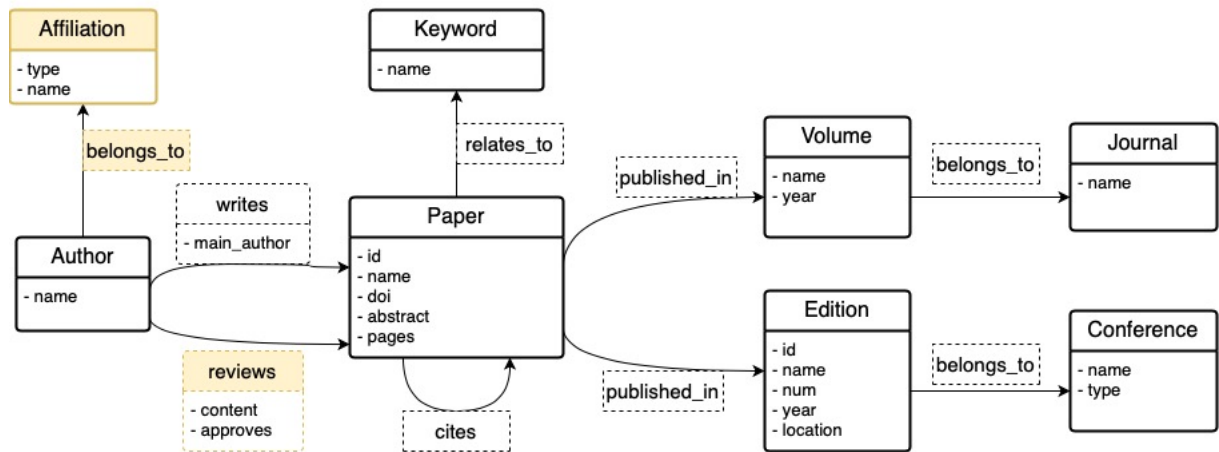 Affiliation
- type
- name
Keyword
- name
belongs_to
relates_to
Volume
- name
- year
belongs_to
Journal
- name
published_in
writes
- main_author
Paper
- id
- name
- doi
- abstract
- pages
Author
- name
reviews
- content
- approves
cites
published_in
Edition
- id
- name
- num
- year
- location
belongs_to
Conference
- name
- type